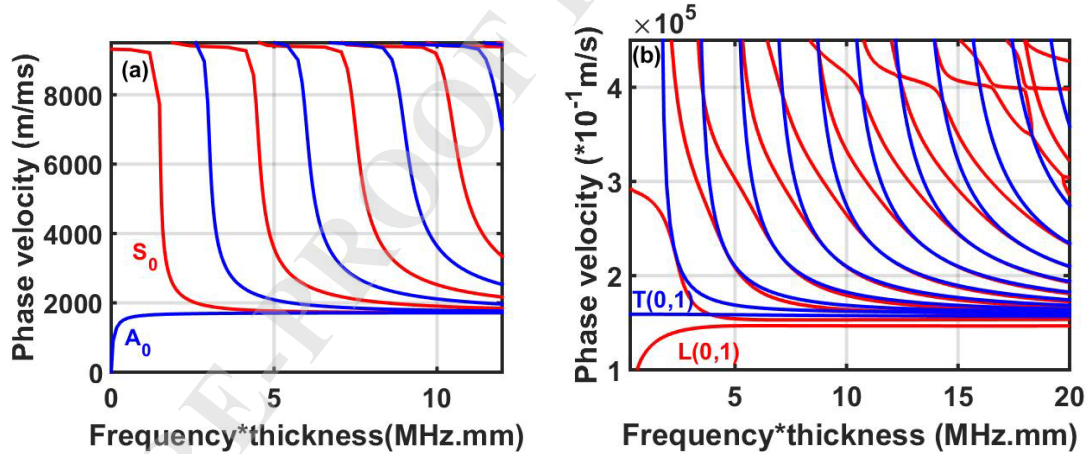 (a)
Phase velocity (m/ms)
8000
6000
4000
2000
0
S0
A0
0 5 10
Frequency*thickness(MHz.mm)
×10^5
(b)
Phase velocity (*10^-1 m/s)
4
3
2
1
T(0,1)
L(0,1)
5 10 15 20
Frequency*thickness (MHz.mm)
E-PROOF